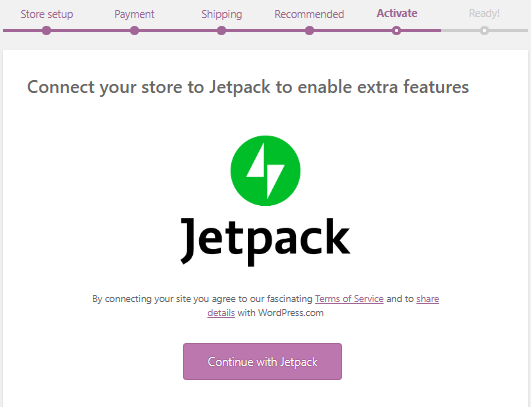 Store setup Payment Shipping Recommended Activate Ready!
Connect your store to Jetpack to enable extra features
Jetpack
By connecting your site you agree to our fascinating Terms of Service and to share
details with WordPress.com
Continue with Jetpack